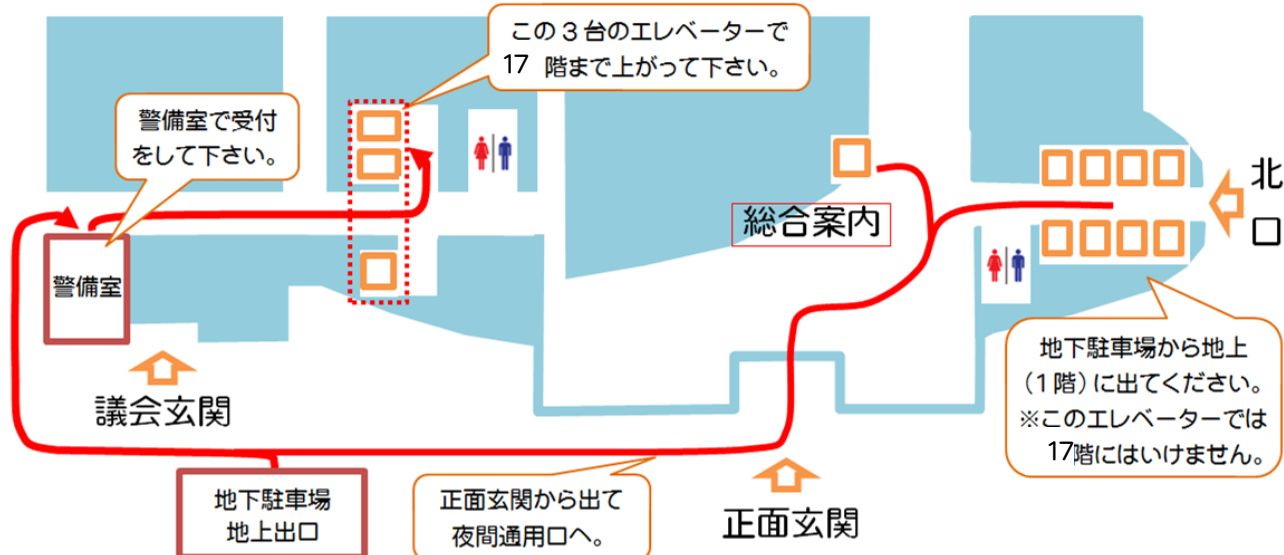 この３台のエレベーターで
17 階まで上がって下さい。
警備室で受付
をして下さい。
北
口
総合案内
警備室
地下駐車場から地上
（１階）に出てください。
※このエレベーターでは
17階にはいけません。
議会玄関
地下駐車場
地上出口
正面玄関から出て
夜間通用口へ。
正面玄関